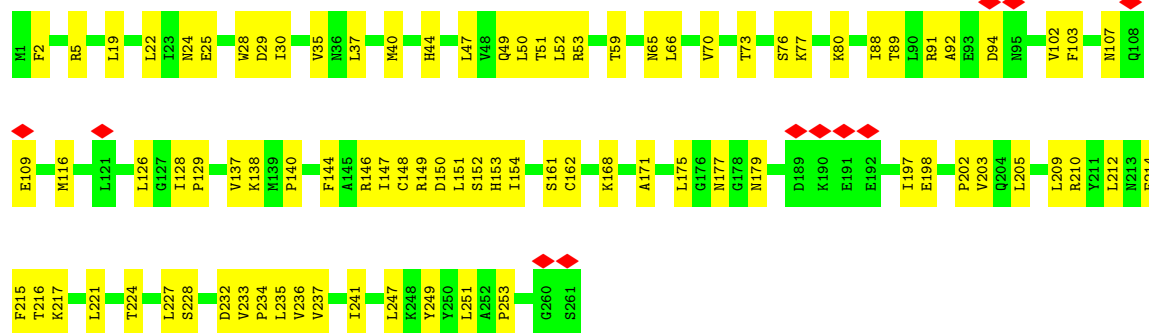 M1 F2 R5 L19 L22 I23 N24 E25 W28 D29 I30 V35 N36 L37 M40 H44 L47 V48 Q49 L50 T51 L52 R53 T59 N65 L66 V70 T73 S76 K77 K80 I88 T89 L90 R91 A92 E93 D94 N95 V102 F103 N107 Q108
E109 M116 L121 L126 G127 I128 P129 V137 K138 M139 P140 F144 A145 R146 I147 C148 R149 D150 L151 S152 H153 I154 S161 C162 K168 A171 L175 G176 N177 G178 N179 D189 K190 E191 E192 I197 E198 P202 V203 Q204 L205 L209 R210 Y211 L212 N213
F215 T216 K217 L221 T224 L227 S228 D232 V233 P234 L235 V236 V237 I241 L247 K248 Y249 Y250 L251 A252 P253 G260 S261